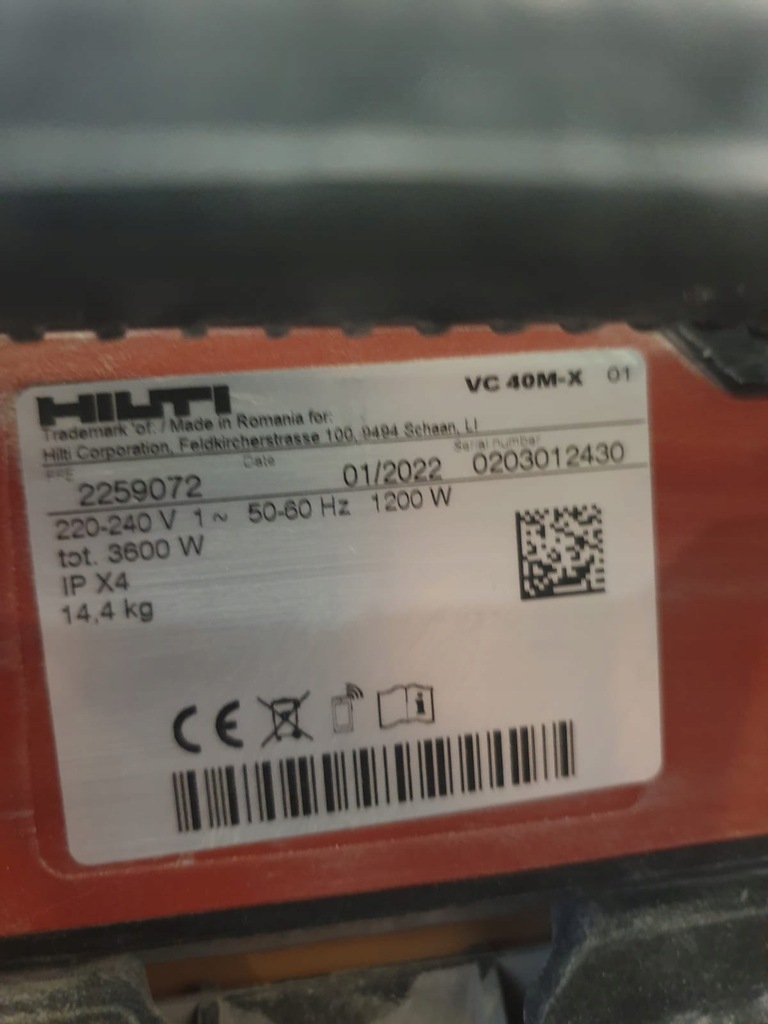 HILTI
VC 40M-X 01
Trademark of: / Made in Romania for:
Hilti Corporation, Feldkircherstrasse 100, 9494 Schaan, LI
Date
Serial number
2259072 01/2022 0203012430
220-240 V 1~ 50-60 Hz 1200 W
tot. 3600 W
IP X4
14,4 kg
CE
i